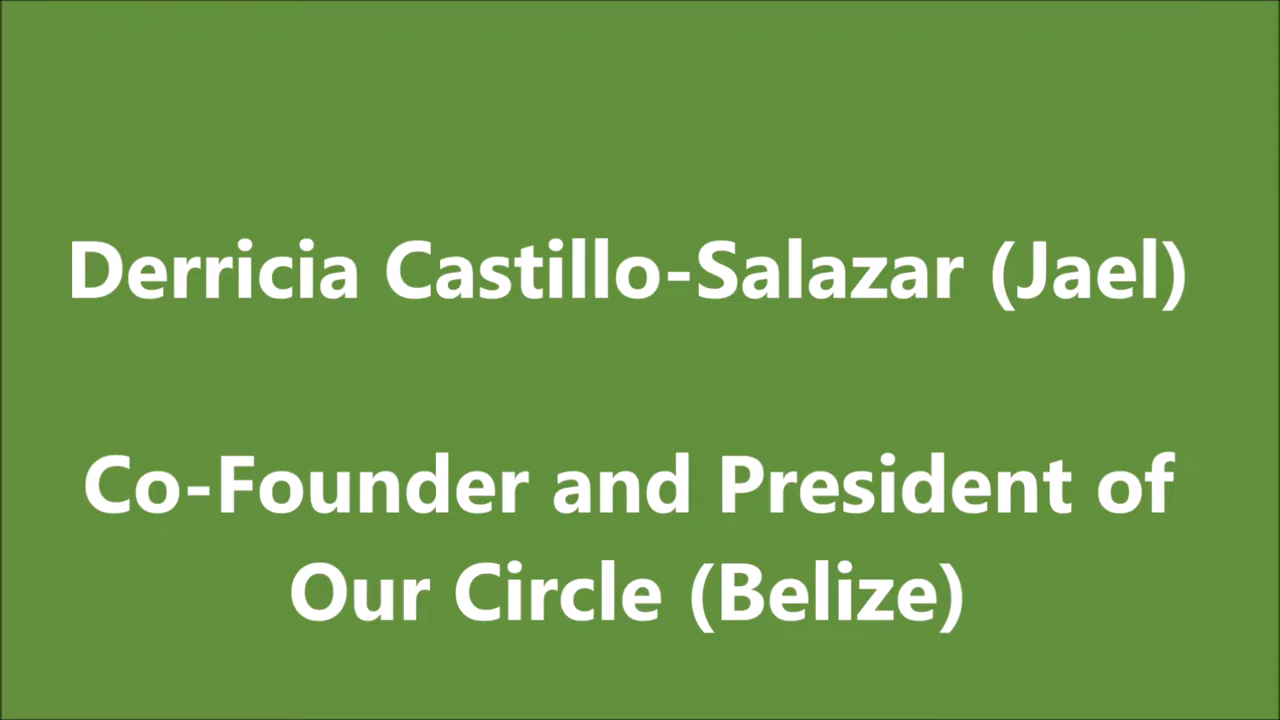 Derricia Castillo-Salazar (Jael)
Co-Founder and President of
Our Circle (Belize)